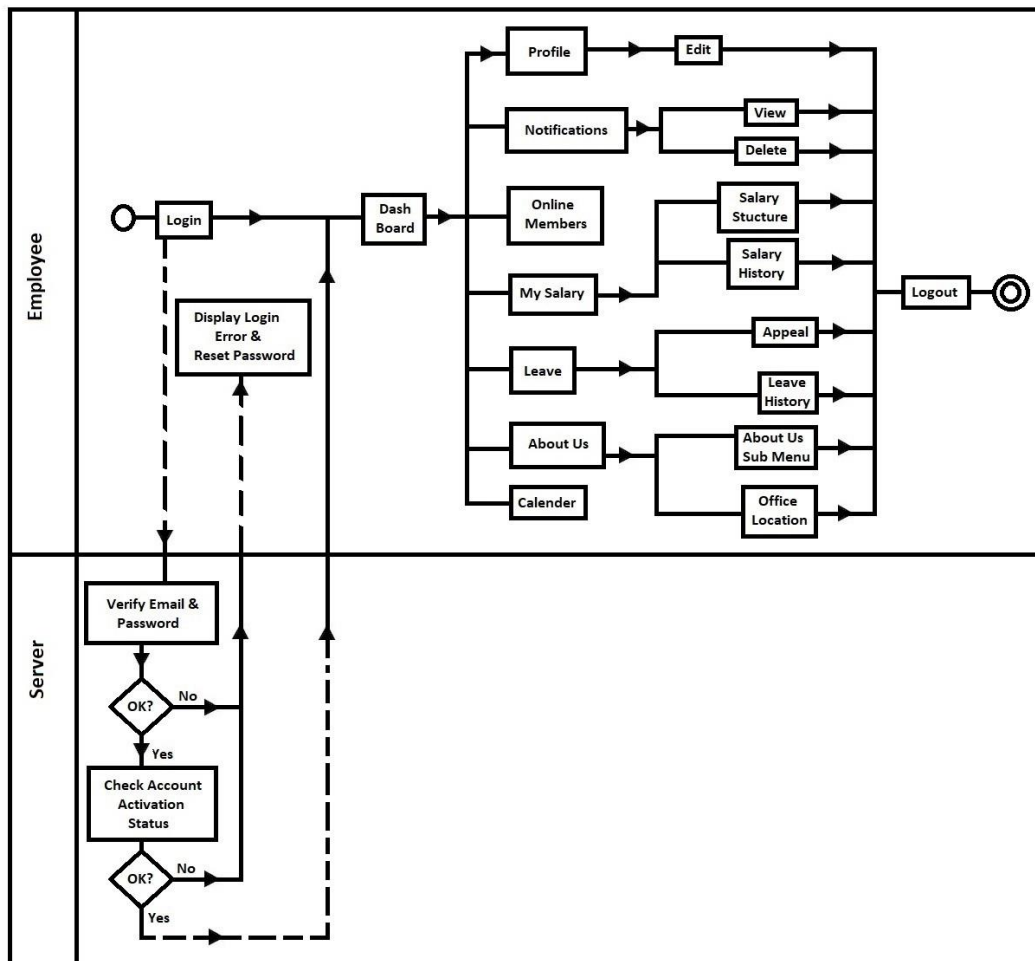 Employee
Login
Display Login
Error &
Reset Password
Dash
Board
Profile
Edit
Notifications
View
Delete
Online
Members
My Salary
Salary
Stucture
Salary
History
Leave
Appeal
Leave
History
About Us
About Us
Sub Menu
Office
Location
Calender
Logout
Server
Verify Email &
Password
OK?
No
Yes
Check Account
Activation
Status
OK?
No
Yes